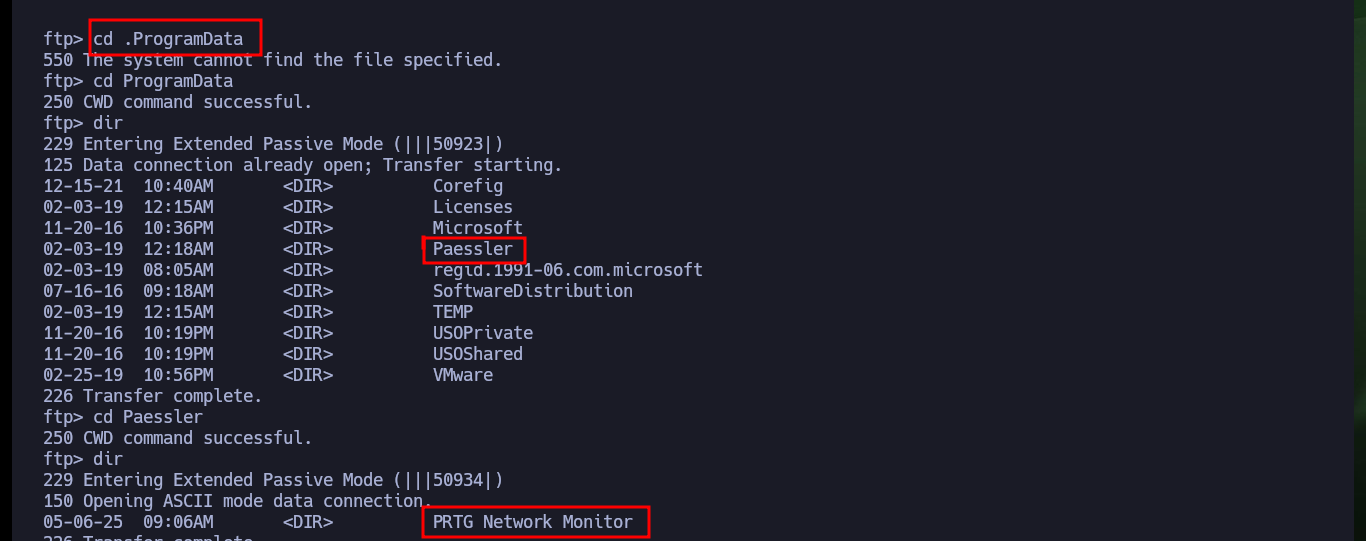 ftp> cd .ProgramData
550 The system cannot find the file specified.
ftp> cd ProgramData
250 CWD command successful.
ftp> dir
229 Entering Extended Passive Mode (|||50923|)
125 Data connection already open; Transfer starting.
12-15-21  10:40AM       <DIR>          Corefig
02-03-19  12:15AM       <DIR>          Licenses
11-20-16  10:36PM       <DIR>          Microsoft
02-03-19  12:18AM       <DIR>          Paessler
02-03-19  08:05AM       <DIR>          regid.1991-06.com.microsoft
07-16-16  09:18AM       <DIR>          SoftwareDistribution
02-03-19  12:15AM       <DIR>          TEMP
11-20-16  10:19PM       <DIR>          USOPrivate
11-20-16  10:19PM       <DIR>          USOShared
02-25-19  10:56PM       <DIR>          VMware
226 Transfer complete.
ftp> cd Paessler
250 CWD command successful.
ftp> dir
229 Entering Extended Passive Mode (|||50934|)
150 Opening ASCII mode data connection.
05-06-25  09:06AM       <DIR>          PRTG Network Monitor
226 Transfer complete